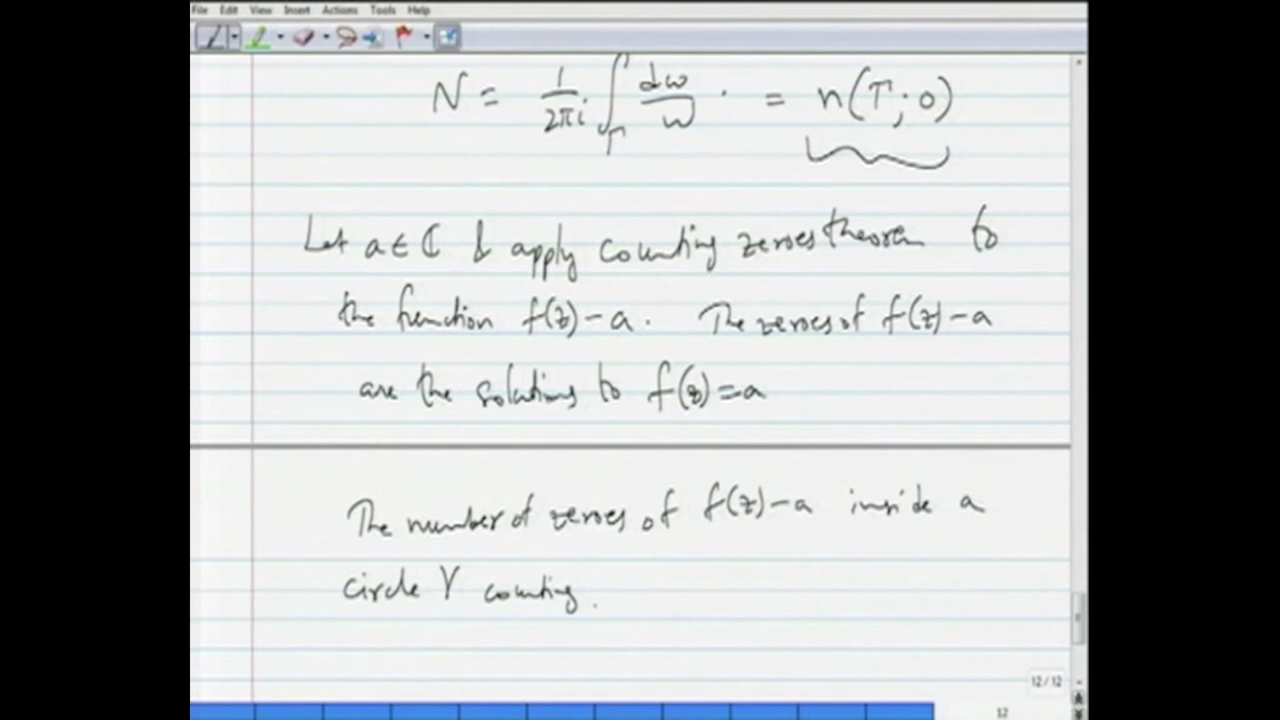 File Edit View Insert Actions Tools Help
N = 1/2πi ∫_Γ dw/w . = n(Γ; 0)
Let a ∈ ℂ & apply counting zeroes theorem to
the function f(z) - a. The zeroes of f(z) - a
are the solutions to f(z) = a
The number of zeroes of f(z) - a inside a
circle γ counting.
12/12
12